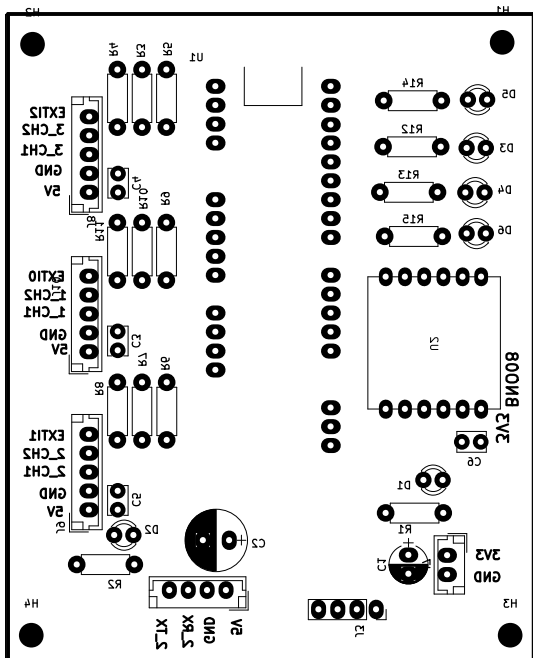 H2
H1
R4
R3
R5
U1
R14
D5
EXTI2
3_CH2
3_CH1
GND
5V
R12
D3
C4
R13
D4
J8
R11
R10
R9
R15
D6
EXTI0
1_CH2
1_CH1
GND
5V
C3
U2
BNO08
3V3
R8
R7
R6
EXTI1
2_CH2
2_CH1
GND
5V
J9
C5
C6
D1
D2
C2
R1
R2
C1
3V3
GND
2_TX
2_RX
GND
5V
J3
H4
H3